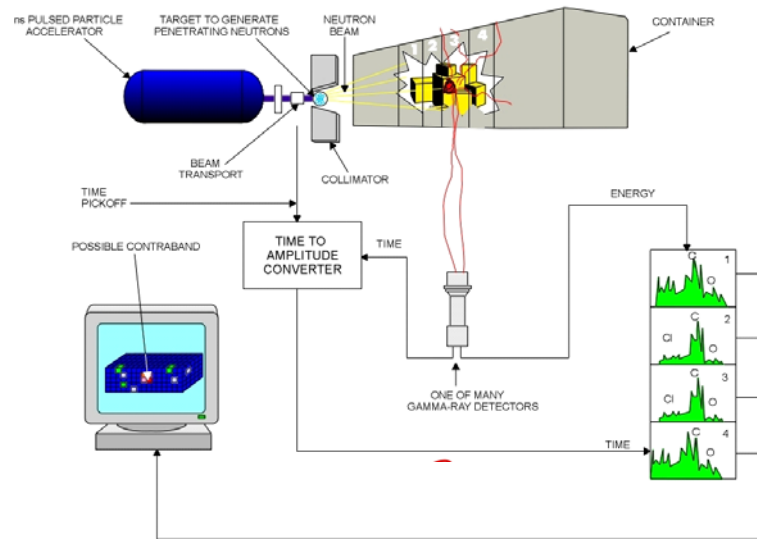 ns PULSED PARTICLE
ACCELERATOR
TARGET TO GENERATE
PENETRATING NEUTRONS
NEUTRON
BEAM
CONTAINER
1 2 3 4
BEAM
TRANSPORT
COLLIMATOR
TIME
PICKOFF
ENERGY
POSSIBLE CONTRABAND
TIME TO
AMPLITUDE
CONVERTER
TIME
C
1
O
2
C
Cl
O
C
3
Cl
O
C
4
O
ONE OF MANY
GAMMA-RAY DETECTORS
TIME